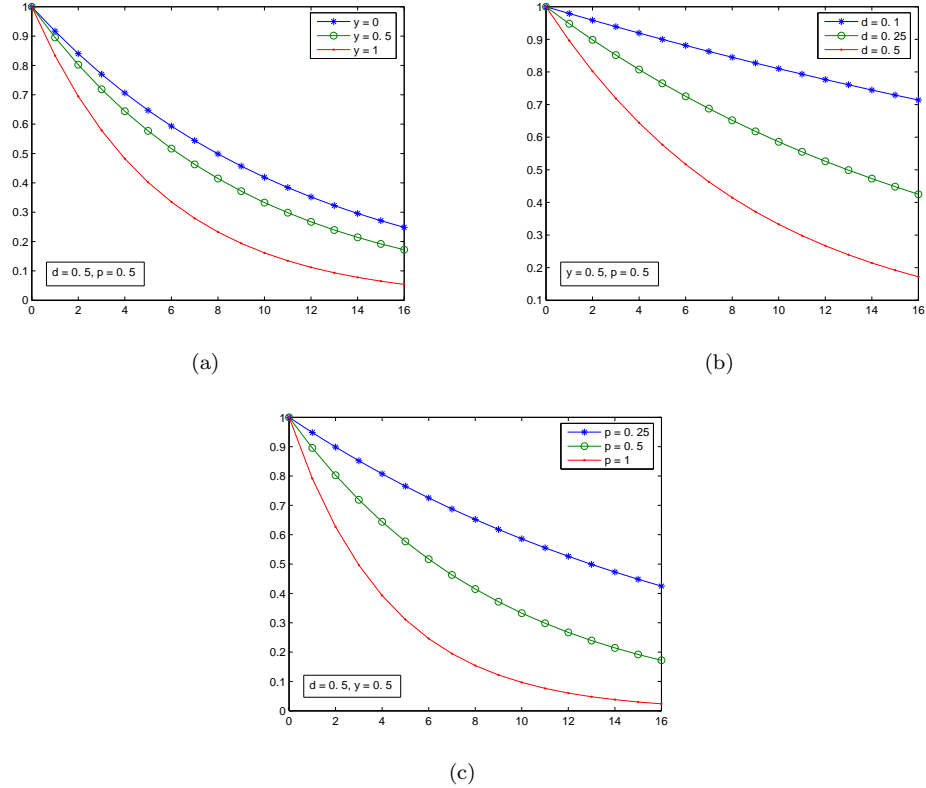 1
0.9
0.8
0.7
0.6
0.5
0.4
0.3
0.2
0.1
0
0 2 4 6 8 10 12 14 16
y = 0
y = 0. 5
y = 1
d = 0. 5, p = 0. 5
(a)
1
0.9
0.8
0.7
0.6
0.5
0.4
0.3
0.2
0.1
0 2 4 6 8 10 12 14 16
d = 0. 1
d = 0. 25
d = 0. 5
y = 0. 5, p = 0. 5
(b)
1
0.9
0.8
0.7
0.6
0.5
0.4
0.3
0.2
0.1
0
0 2 4 6 8 10 12 14 16
p = 0. 25
p = 0. 5
p = 1
d = 0. 5, y = 0. 5
(c)